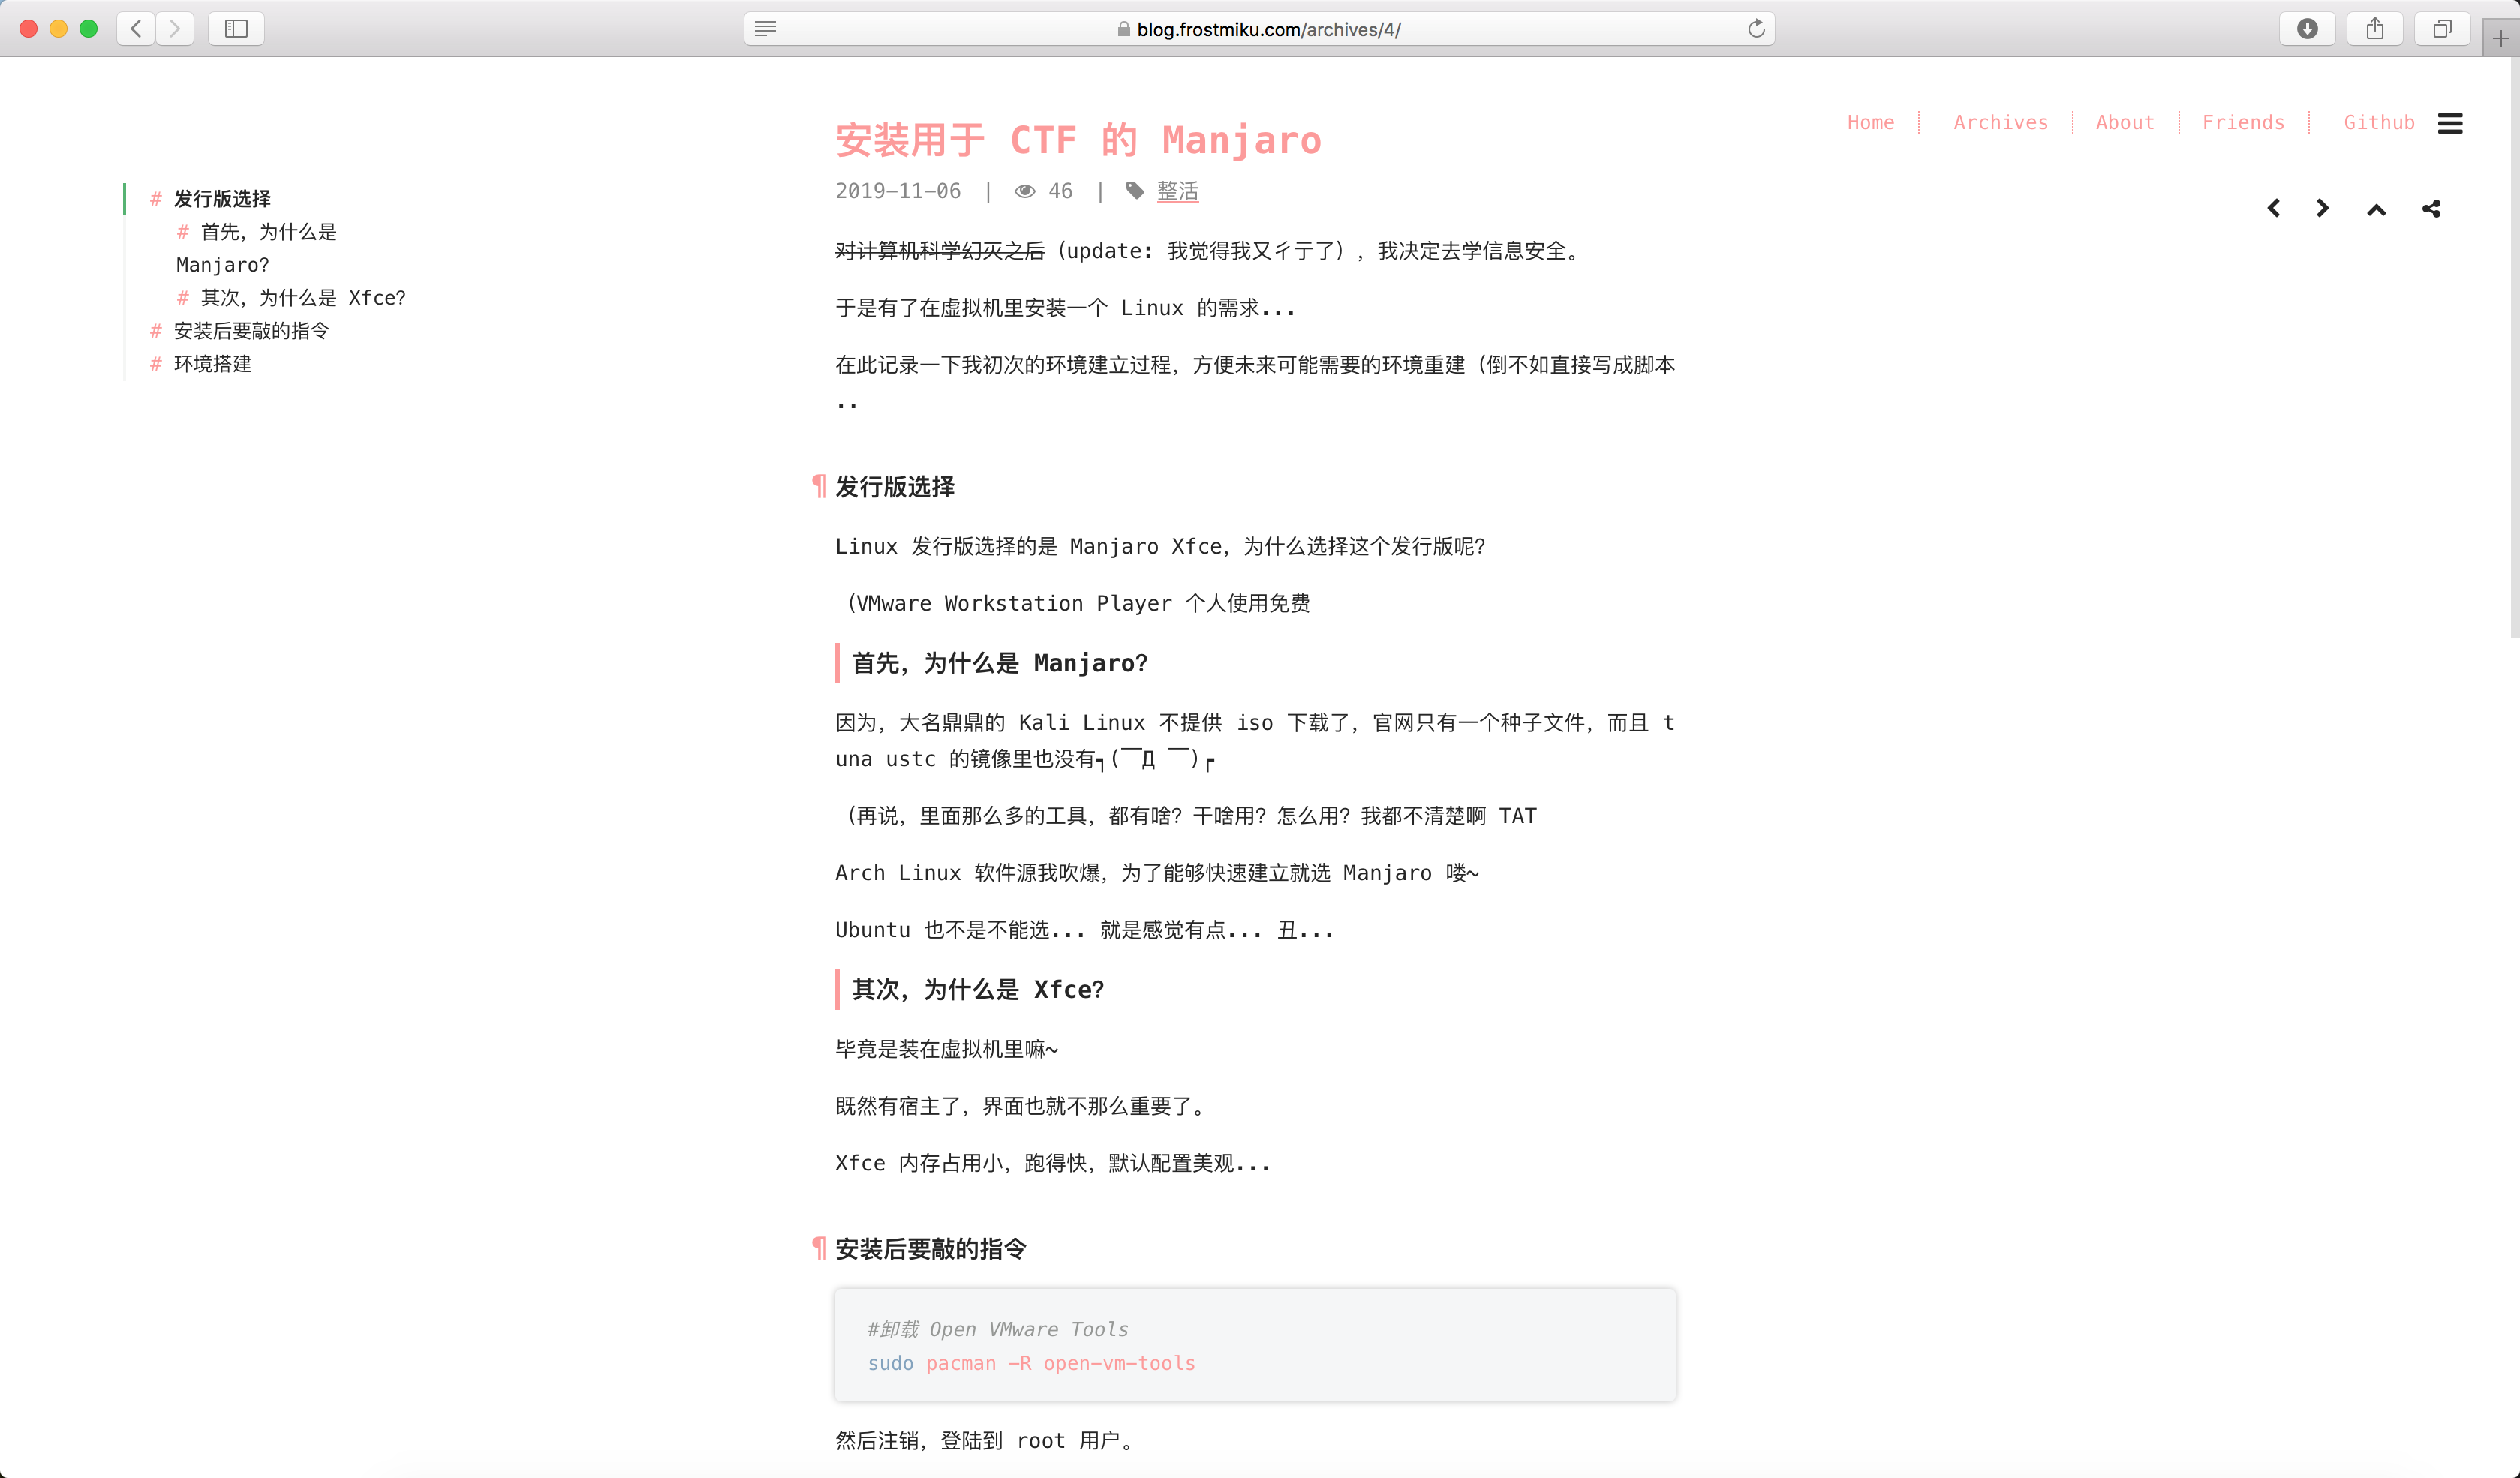 blog.frostmiku.com/archives/4/
Home
Archives
About
Friends
Github
# 发行版选择
# 首先，为什么是
Manjaro？
# 其次，为什么是 Xfce？
# 安装后要敲的指令
# 环境搭建
安装用于 CTF 的 Manjaro
2019-11-06 | 46 | 整活
对计算机科学幻灭之后（update: 我觉得我又彳亍了），我决定去学信息安全。
于是有了在虚拟机里安装一个 Linux 的需求...
在此记录一下我初次的环境建立过程，方便未来可能需要的环境重建（倒不如直接写成脚本
..
¶ 发行版选择
Linux 发行版选择的是 Manjaro Xfce，为什么选择这个发行版呢？
（VMware Workstation Player 个人使用免费
首先，为什么是 Manjaro？
因为，大名鼎鼎的 Kali Linux 不提供 iso 下载了，官网只有一个种子文件，而且 t
una ustc 的镜像里也没有┓(￣Д ￣)┏
（再说，里面那么多的工具，都有啥？干啥用？怎么用？我都不清楚啊 TAT
Arch Linux 软件源我吹爆，为了能够快速建立就选 Manjaro 喽~
Ubuntu 也不是不能选... 就是感觉有点... 丑...
其次，为什么是 Xfce？
毕竟是装在虚拟机里嘛~
既然有宿主了，界面也就不那么重要了。
Xfce 内存占用小，跑得快，默认配置美观...
¶ 安装后要敲的指令
#卸载 Open VMware Tools
sudo pacman -R open-vm-tools
然后注销，登陆到 root 用户。